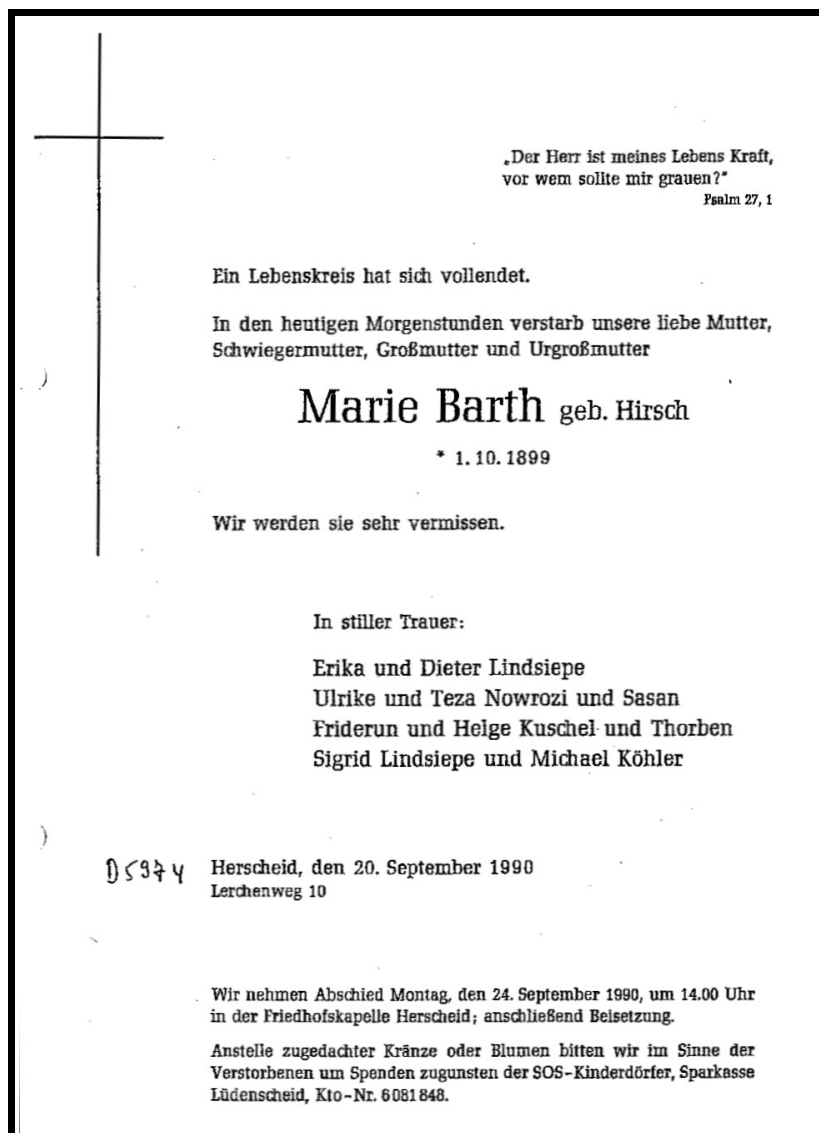 „Der Herr ist meines Lebens Kraft,
vor wem sollte mir grauen?"
Psalm 27, 1
Ein Lebenskreis hat sich vollendet.
In den heutigen Morgenstunden verstarb unsere liebe Mutter,
Schwiegermutter, Großmutter und Urgroßmutter
Marie Barth geb. Hirsch
* 1. 10. 1899
Wir werden sie sehr vermissen.
In stiller Trauer:
Erika und Dieter Lindsiepe
Ulrike und Teza Nowrozi und Sasan
Friderun und Helge Kuschel und Thorben
Sigrid Lindsiepe und Michael Köhler
D 5974 Herscheid, den 20. September 1990
Lerchenweg 10
Wir nehmen Abschied Montag, den 24. September 1990, um 14.00 Uhr
in der Friedhofskapelle Herscheid; anschließend Beisetzung.
Anstelle zugedachter Kränze oder Blumen bitten wir im Sinne der
Verstorbenen um Spenden zugunsten der SOS-Kinderdörfer, Sparkasse
Lüdenscheid, Kto-Nr. 6 081 848.